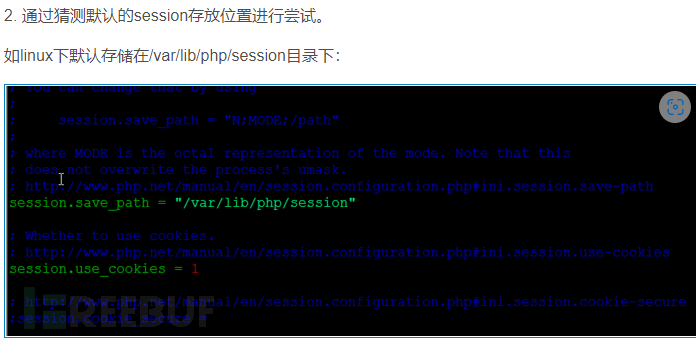 2. 通过猜测默认的session存放位置进行尝试。
如linux下默认存储在/var/lib/php/session目录下：
; You can change that by using
;
;     session.save_path = "N;MODE;/path"
;
; where MODE is the octal representation of the mode. Note that this
; does not overwrite the process's umask.
; http://www.php.net/manual/en/session.configuration.php#ini.session.save-path
session.save_path = "/var/lib/php/session"
; Whether to use cookies.
; http://www.php.net/manual/en/session.configuration.php#ini.session.use-cookies
session.use_cookies = 1
; http://www.php.net/manual/en/session.configuration.php#ini.session.cookie-secure
;session.cookie_secure =
FREEBUF